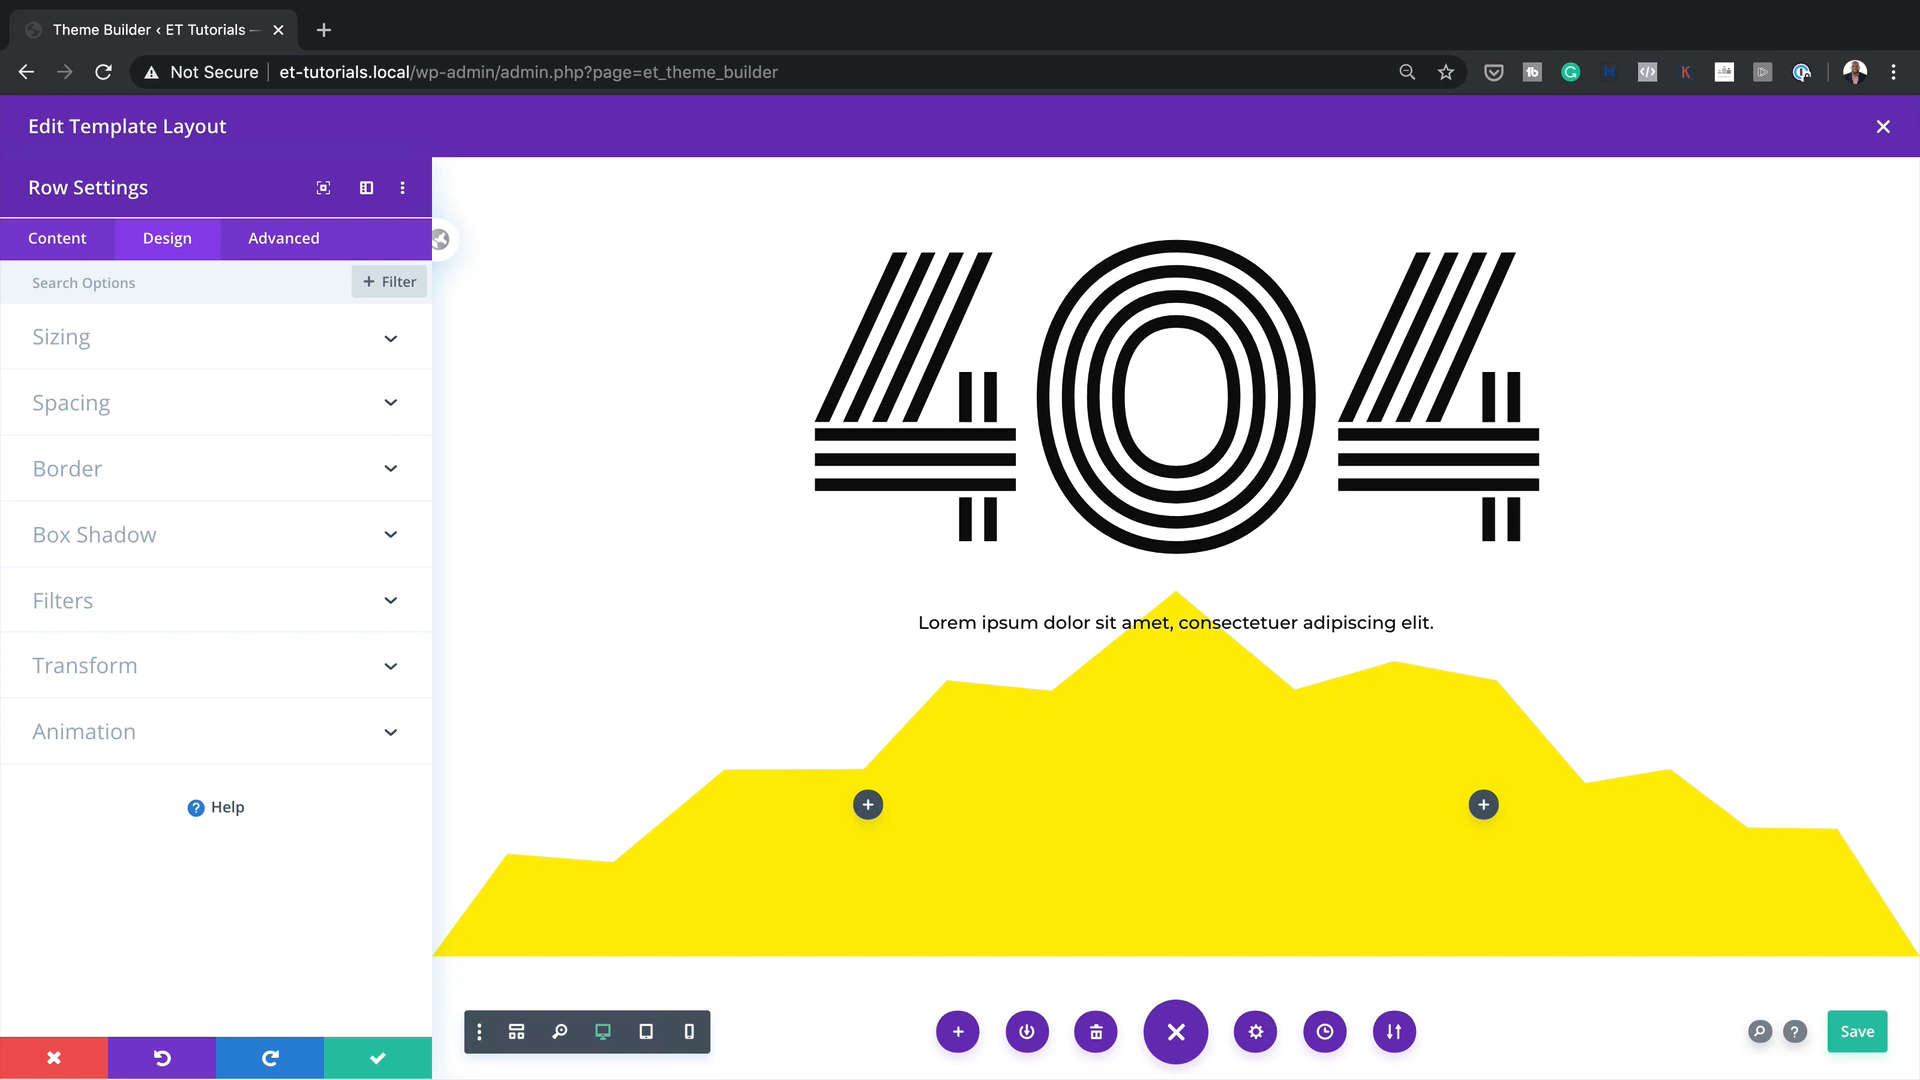 Theme Builder ‹ ET Tutorials —
Not Secure
et-tutorials.local/wp-admin/admin.php?page=et_theme_builder
Edit Template Layout
Row Settings
Content
Design
Advanced
Search Options
+ Filter
Sizing
Spacing
Border
Box Shadow
Filters
Transform
Animation
? Help
404
Lorem ipsum dolor sit amet, consectetuer adipiscing elit.
Save